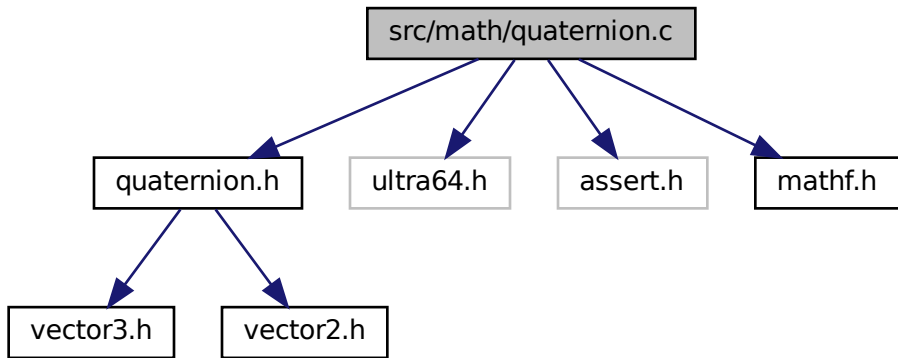 src/math/quaternion.c
quaternion.h
ultra64.h
assert.h
mathf.h
vector3.h
vector2.h